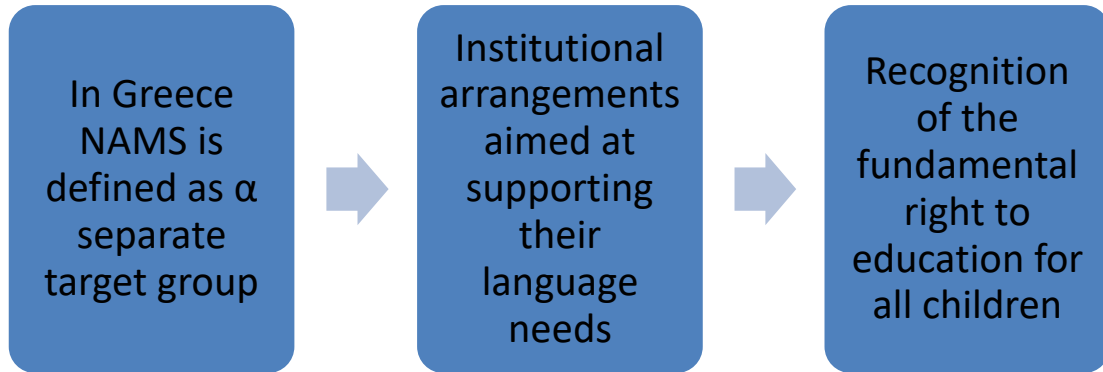 In Greece
NAMS is
defined as α
separate
target group
Institutional
arrangements
aimed at
supporting
their
language
needs
Recognition
of the
fundamental
right to
education for
all children